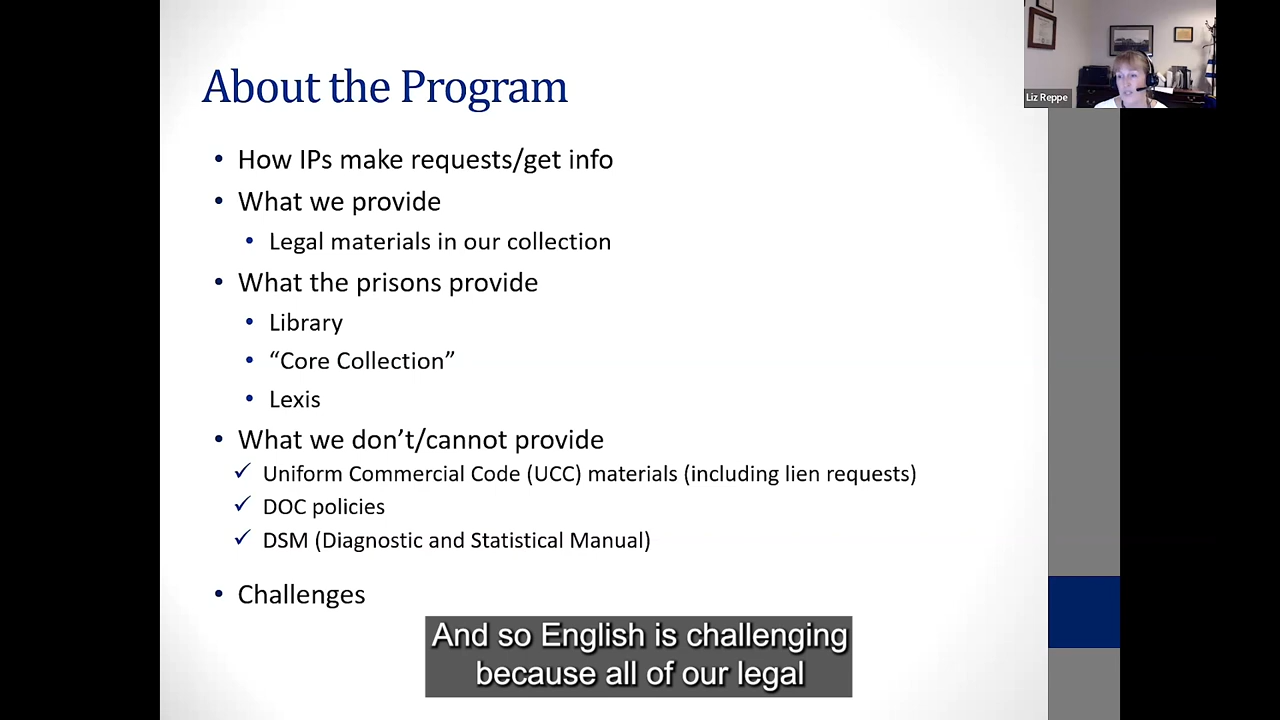 About the Program
• How IPs make requests/get info
• What we provide
• Legal materials in our collection
• What the prisons provide
• Library
• “Core Collection”
• Lexis
• What we don’t/cannot provide
✓ Uniform Commercial Code (UCC) materials (including lien requests)
✓ DOC policies
✓ DSM (Diagnostic and Statistical Manual)
• Challenges
And so English is challenging
because all of our legal
Liz Reppe